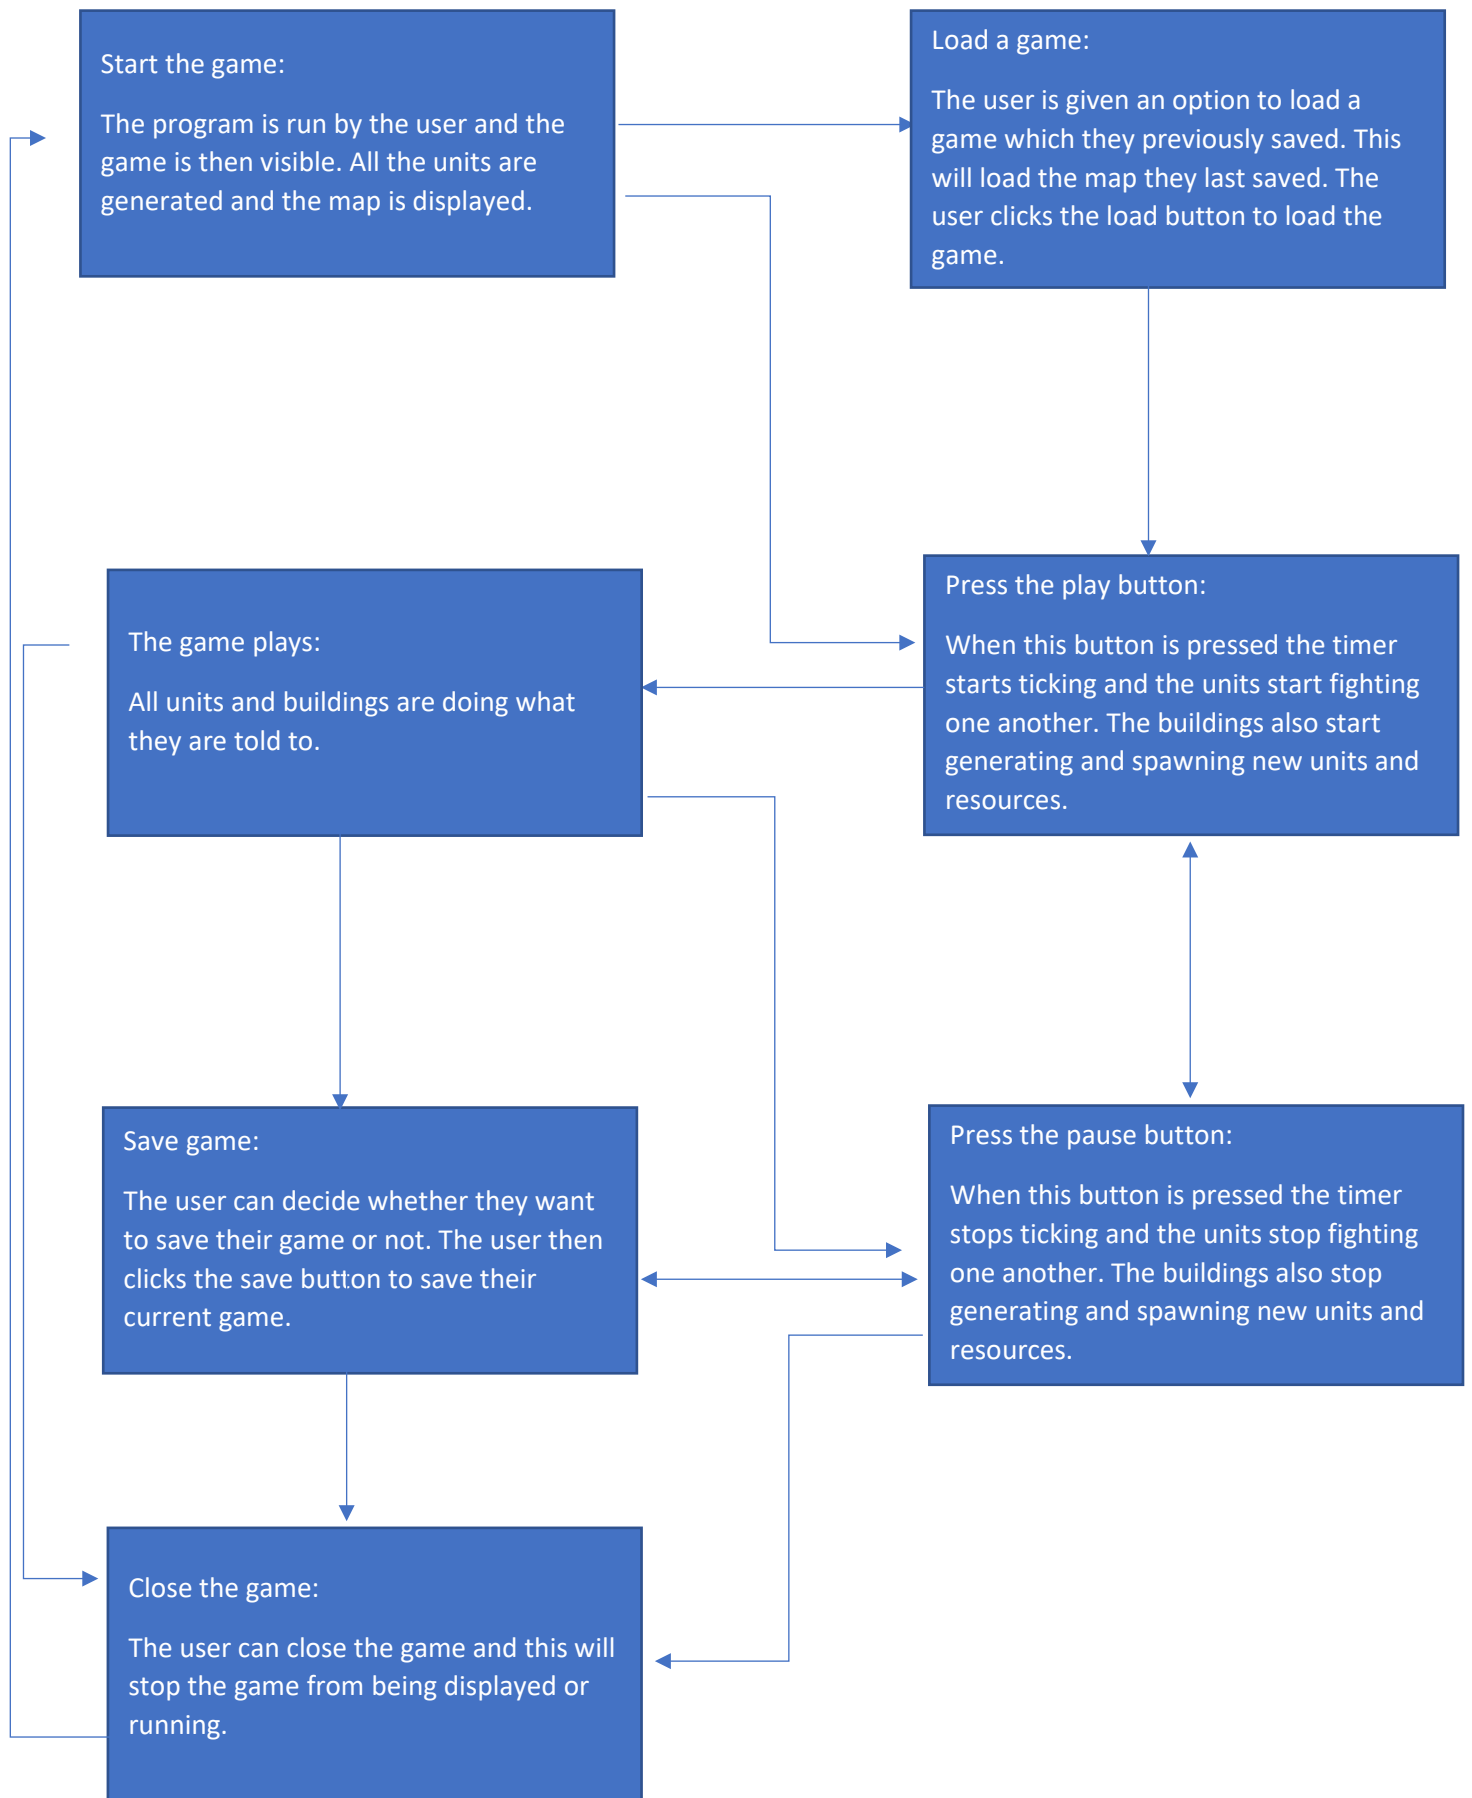 Start the game:
The program is run by the user and the
game is then visible. All the units are
generated and the map is displayed.
Load a game:
The user is given an option to load a
game which they previously saved. This
will load the map they last saved. The
user clicks the load button to load the
game.
The game plays:
All units and buildings are doing what
they are told to.
Press the play button:
When this button is pressed the timer
starts ticking and the units start fighting
one another. The buildings also start
generating and spawning new units and
resources.
Save game:
The user can decide whether they want
to save their game or not. The user then
clicks the save button to save their
current game.
Press the pause button:
When this button is pressed the timer
stops ticking and the units stop fighting
one another. The buildings also stop
generating and spawning new units and
resources.
Close the game:
The user can close the game and this will
stop the game from being displayed or
running.